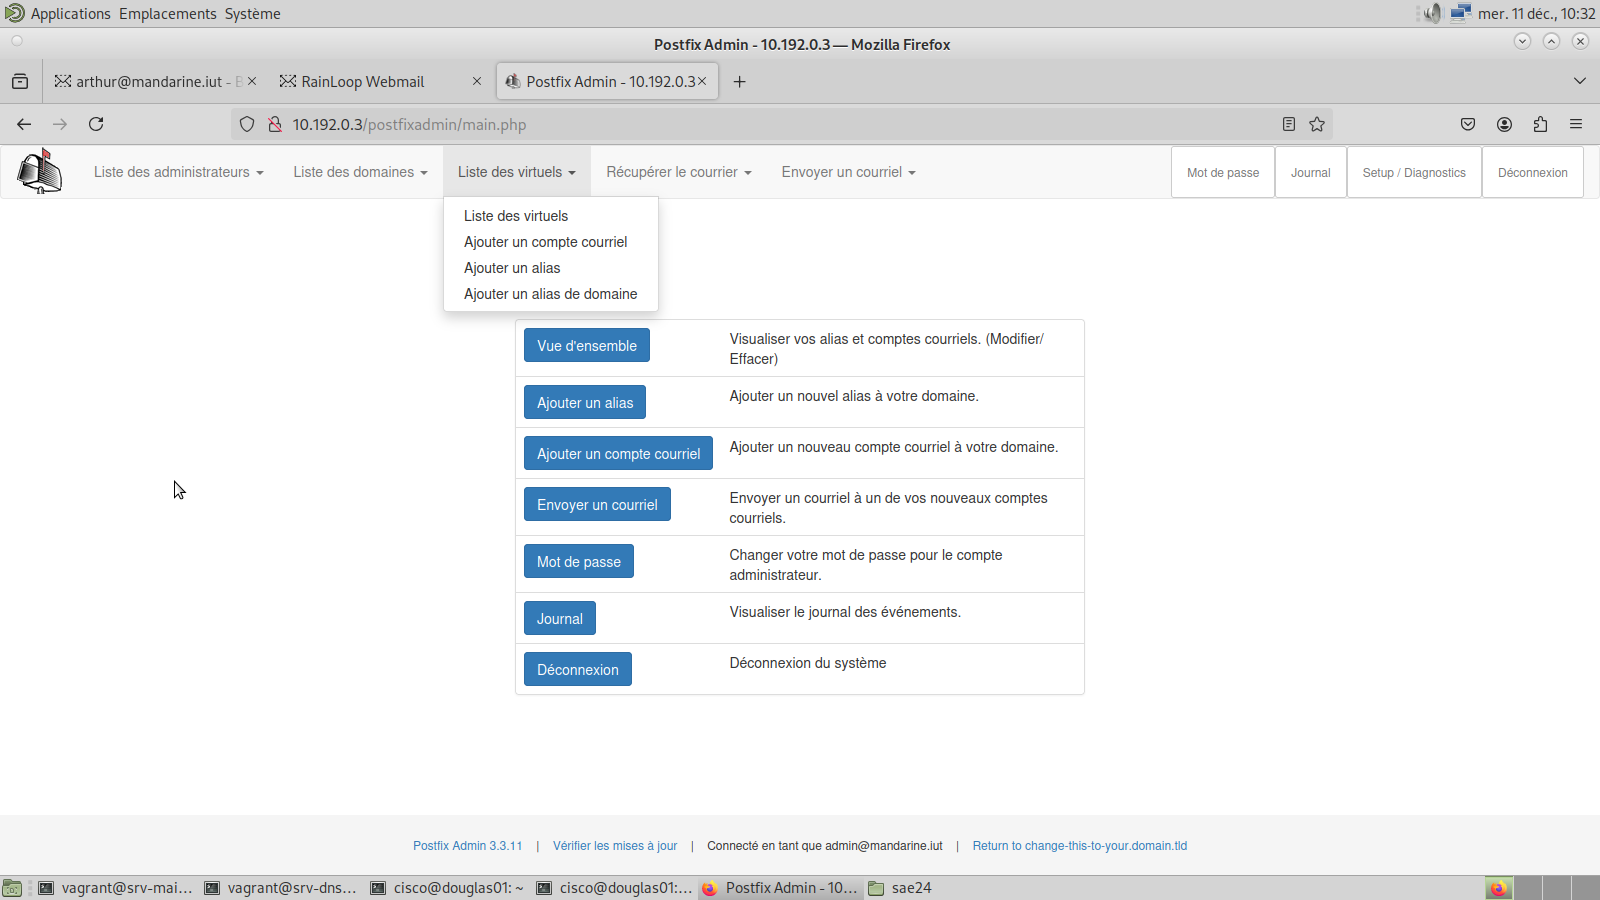 Applications Emplacements Système
mer. 11 déc., 10:32
Postfix Admin - 10.192.0.3 — Mozilla Firefox
arthur@mandarine.iut -
RainLoop Webmail
Postfix Admin - 10.192.0.3
10.192.0.3/postfixadmin/main.php
Liste des administrateurs
Liste des domaines
Liste des virtuels
Récupérer le courrier
Envoyer un courriel
Mot de passe
Journal
Setup / Diagnostics
Déconnexion
Liste des virtuels
Ajouter un compte courriel
Ajouter un alias
Ajouter un alias de domaine
Vue d'ensemble
Visualiser vos alias et comptes courriels. (Modifier/
Effacer)
Ajouter un alias
Ajouter un nouvel alias à votre domaine.
Ajouter un compte courriel
Ajouter un nouveau compte courriel à votre domaine.
Envoyer un courriel
Envoyer un courriel à un de vos nouveaux comptes
courriels.
Mot de passe
Changer votre mot de passe pour le compte
administrateur.
Journal
Visualiser le journal des événements.
Déconnexion
Déconnexion du système
Postfix Admin 3.3.11 | Vérifier les mises à jour | Connecté en tant que admin@mandarine.iut | Return to change-this-to-your.domain.tld
vagrant@srv-mai...
vagrant@srv-dns...
cisco@douglas01: ~
cisco@douglas01:...
Postfix Admin - 10...
sae24